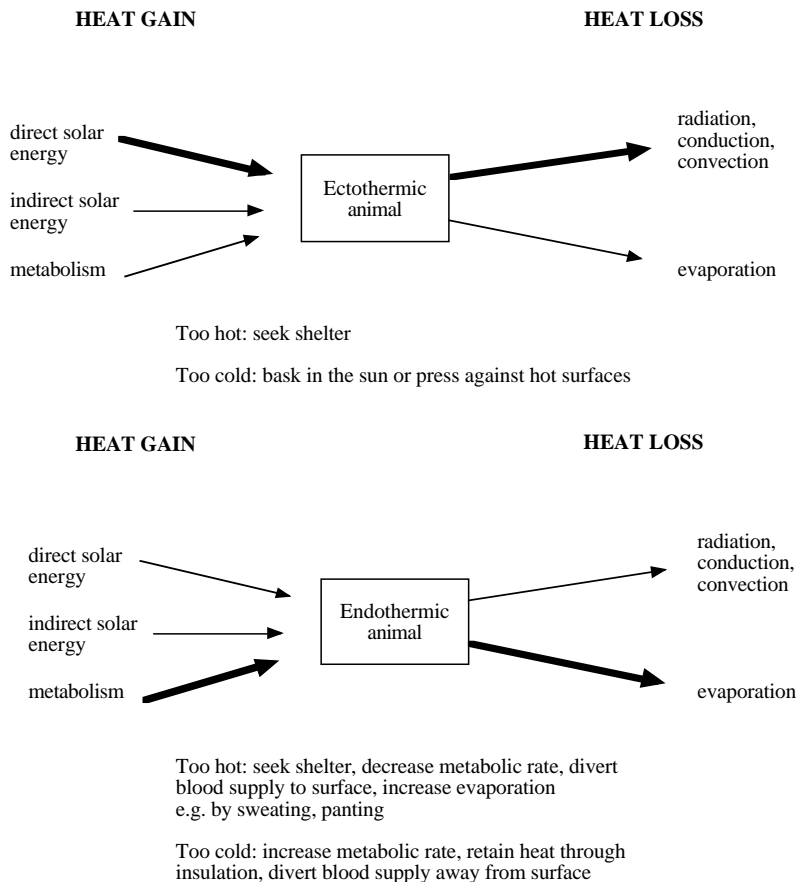 HEAT GAIN
HEAT LOSS
direct solar
energy
indirect solar
energy
metabolism
Ectothermic
animal
radiation,
conduction,
convection
evaporation
Too hot: seek shelter
Too cold: bask in the sun or press against hot surfaces
HEAT GAIN
HEAT LOSS
direct solar
energy
indirect solar
energy
metabolism
Endothermic
animal
radiation,
conduction,
convection
evaporation
Too hot: seek shelter, decrease metabolic rate, divert
blood supply to surface, increase evaporation
e.g. by sweating, panting
Too cold: increase metabolic rate, retain heat through
insulation, divert blood supply away from surface